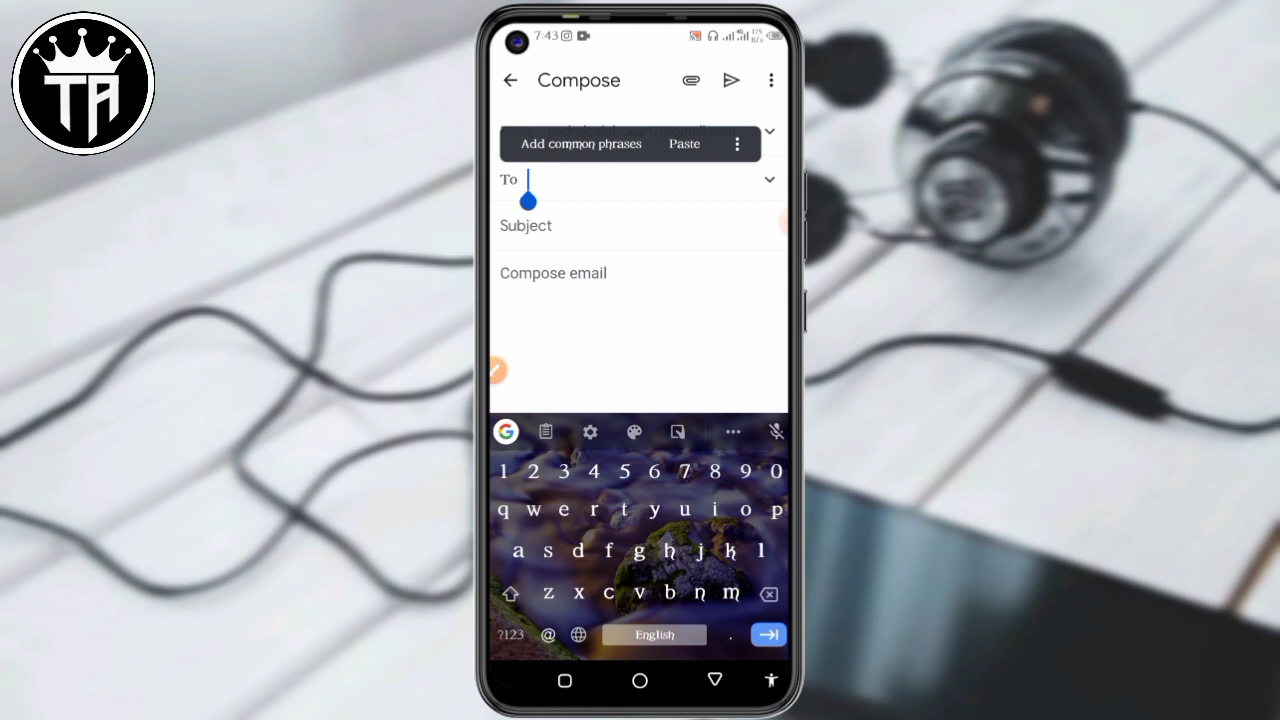 TA
7:43
175
B/s
Compose
Add common phrases Paste
To
Subject
Compose email
1 2 3 4 5 6 7 8 9 0
q w e r t y u i o p
a s d f g h j k l
z x c v b n m
?123 @ English .